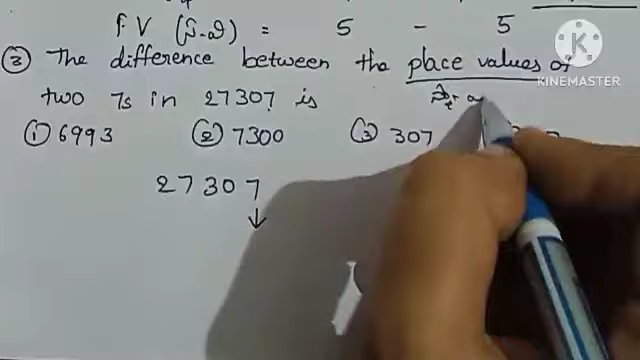 FV = 5 - 5
③ The difference between the place values of
two 7s in 27307 is
① 6993 ② 7300 ③ 307
27307
KINEMASTER